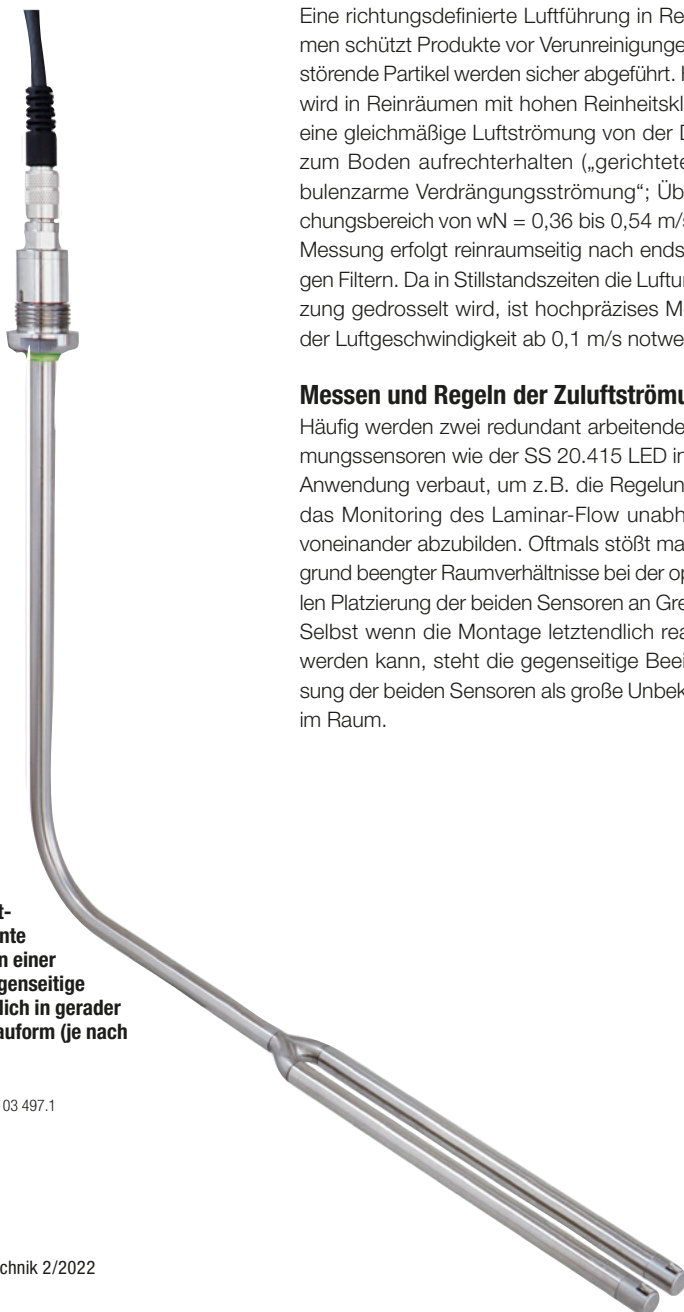 Eine richtungsdefinierte Luftführung in Re
men schützt Produkte vor Verunreinigunge
störende Partikel werden sicher abgeführt. H
wird in Reinräumen mit hohen Reinheitskl
eine gleichmäßige Luftströmung von der D
zum Boden aufrechterhalten („gerichtete
bulenzarme Verdrängungsströmung“; Üb
chungsbereich von wN = 0,36 bis 0,54 m/s
Messung erfolgt reinraumseitig nach ends
gen Filtern. Da in Stillstandszeiten die Luftur
zung gedrosselt wird, ist hochpräzises Me
der Luftgeschwindigkeit ab 0,1 m/s notwe
Messen und Regeln der Zuluftströmu
Häufig werden zwei redundant arbeitende
mungssensoren wie der SS 20.415 LED in
Anwendung verbaut, um z.B. die Regelun
das Monitoring des Laminar-Flow unabh
voneinander abzubilden. Oftmals stößt ma
grund beengter Raumverhältnisse bei der op
len Platzierung der beiden Sensoren an Gre
Selbst wenn die Montage letztendlich rea
werden kann, steht die gegenseitige Beei
sung der beiden Sensoren als große Unbek
im Raum.
t-
nte
n einer
genseitige
lich in gerader
auform (je nach
03 497.1
chnik 2/2022